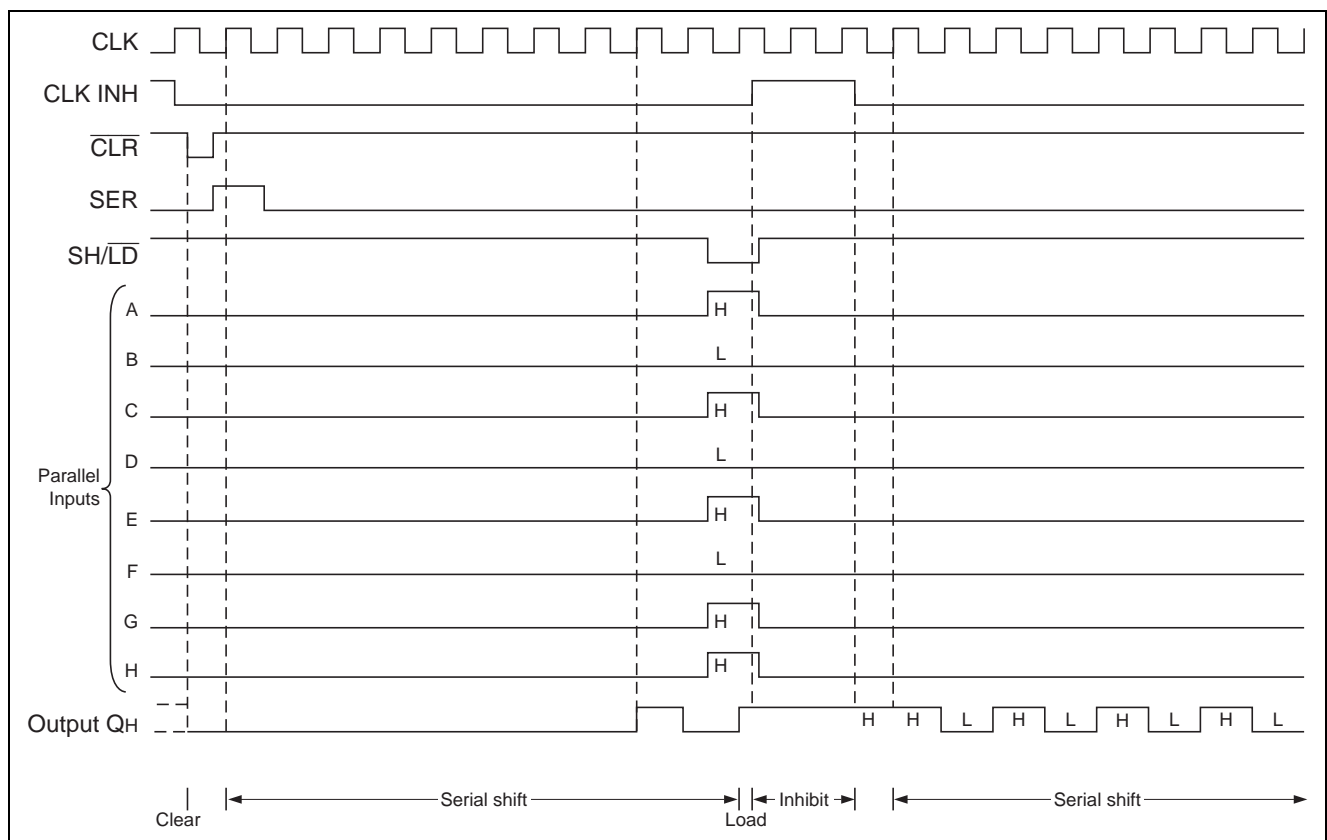 CLK
CLK INH
CLR
SER
SH/LD
Parallel
Inputs
A
H
B
L
C
H
D
L
E
H
F
L
G
H
H
H
Output QH
H H L H L H L H L
Clear
Serial shift
Load
Inhibit
Serial shift